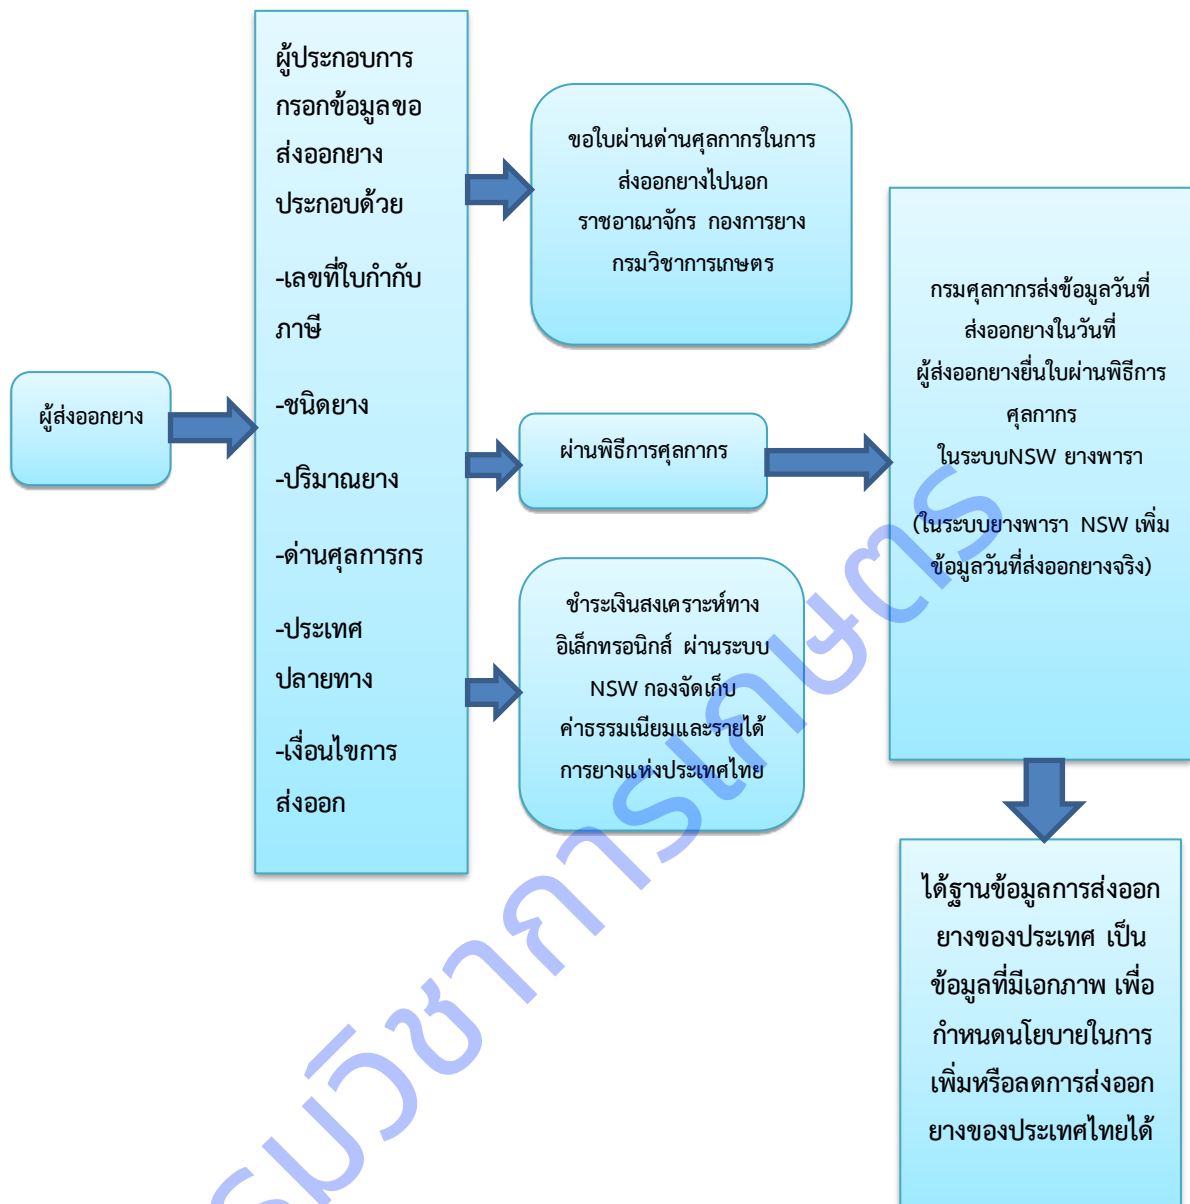 ผู้ส่งออกยาง
ผู้ประกอบการ
กรอกข้อมูลขอ
ส่งออกยาง
ประกอบด้วย
-เลขที่ใบกำกับ
ภาษี
-ชนิดยาง
-ปริมาณยาง
-ด่านศุลการกร
-ประเทศ
ปลายทาง
-เงื่อนไขการ
ส่งออก
ขอใบผ่านด่านศุลกากรในการ
ส่งออกยางไปนอก
ราชอาณาจักร กองการยาง
กรมวิชาการเกษตร
ผ่านพิธีการศุลกากร
ชำระเงินสงเคราะห์ทาง
อิเล็กทรอนิกส์ ผ่านระบบ
NSW กองจัดเก็บ
ค่าธรรมเนียมและรายได้
การยางแห่งประเทศไทย
กรมศุลกากรส่งข้อมูลวันที่
ส่งออกยางในวันที่
ผู้ส่งออกยางยื่นใบผ่านพิธีการ
ศุลกากร
ในระบบNSW ยางพารา
(ในระบบยางพารา NSW เพิ่ม
ข้อมูลวันที่ส่งออกยางจริง)
ได้ฐานข้อมูลการส่งออก
ยางของประเทศ เป็น
ข้อมูลที่มีเอกภาพ เพื่อ
กำหนดนโยบายในการ
เพิ่มหรือลดการส่งออก
ยางของประเทศไทยได้
รมวิชาการเกษตร